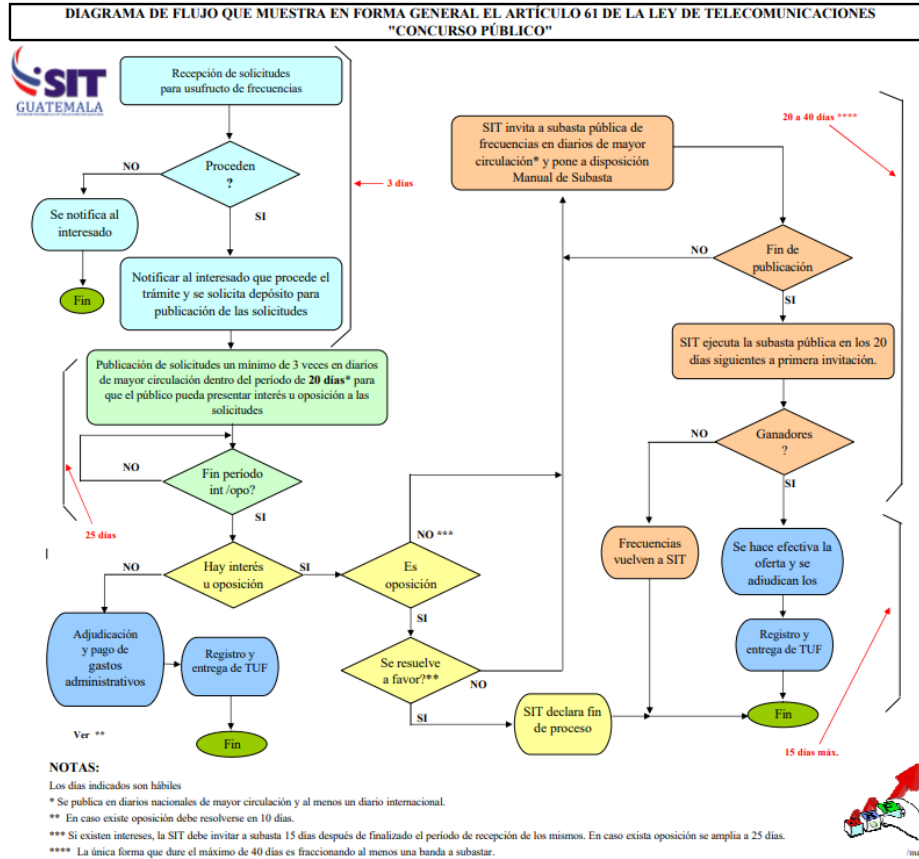 DIAGRAMA DE FLUJO QUE MUESTRA EN FORMA GENERAL EL ARTÍCULO 61 DE LA LEY DE TELECOMUNICACIONES
"CONCURSO PÚBLICO"
SIT
GUATEMALA
Recepción de solicitudes
para usufructo de frecuencias
Proceden
?
NO
SI
Se notifica al
interesado
Fin
3 días
Notificar al interesado que procede el
trámite y se solicita depósito para
publicación de las solicitudes
Publicación de solicitudes un mínimo de 3 veces en diarios
de mayor circulación dentro del período de 20 días* para
que el público pueda presentar interés u oposición a las
solicitudes
NO
Fin período
int /opo?
SI
25 días
Hay interés
u oposición
NO
SI
Adjudicación
y pago de
gastos
administrativos
Registro y
entrega de TUF
Fin
Ver **
NO ***
Es
oposición
SI
Se resuelve
a favor?**
NO
SI
SIT declara fin
de proceso
SIT invita a subasta pública de
frecuencias en diarios de mayor
circulación* y pone a disposición
Manual de Subasta
20 a 40 días ****
NO
Fin de
publicación
SI
SIT ejecuta la subasta pública en los 20
días siguientes a primera invitación.
NO
Ganadores
?
SI
Frecuencias
vuelven a SIT
Se hace efectiva la
oferta y se
adjudican los
Registro y
entrega de TUF
Fin
15 días máx.
NOTAS:
Los días indicados son hábiles
* Se publica en diarios nacionales de mayor circulación y al menos un diario internacional.
** En caso existe oposición debe resolverse en 10 días.
*** Si existen intereses, la SIT debe invitar a subasta 15 días después de finalizado el período de recepción de los mismos. En caso exista oposición se amplia a 25 días.
**** La única forma que dure el máximo de 40 días es fraccionando al menos una banda a subastar.